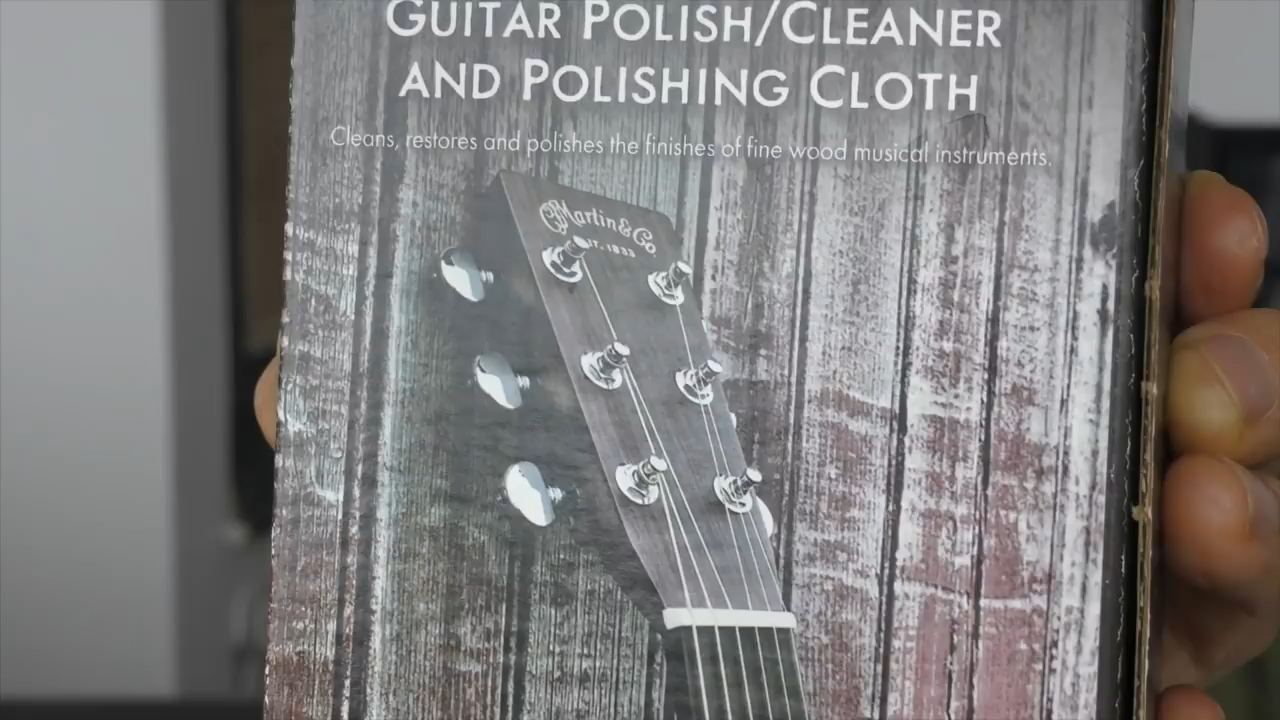 GUITAR POLISH/CLEANER
AND POLISHING CLOTH
Cleans, restores and polishes the finishes of fine wood musical instruments.
Martin & Co
EST. 1833